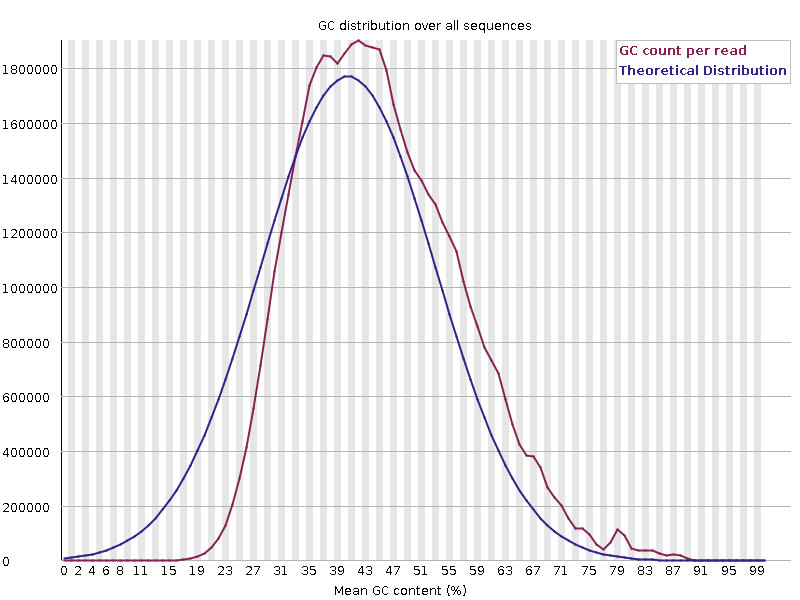 GC distribution over all sequences
GC count per read
Theoretical Distribution
1800000
1600000
1400000
1200000
1000000
800000
600000
400000
200000
0
0 2 4 6 8 11 15 19 23 27 31 35 39 43 47 51 55 59 63 67 71 75 79 83 87 91 95 99
Mean GC content (%)